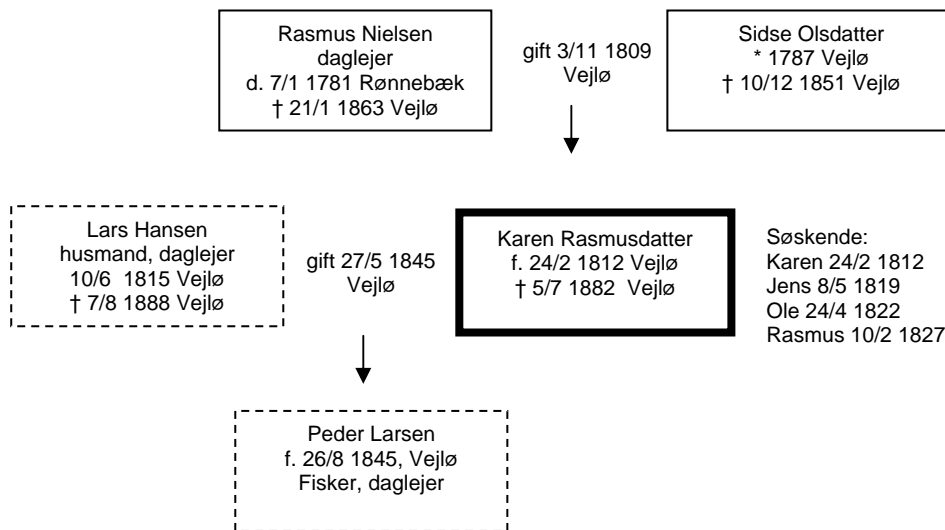 Rasmus Nielsen
daglejer
d. 7/1 1781 Rønnebæk
† 21/1 1863 Vejlø
gift 3/11 1809
Vejlø
Sidse Olsdatter
* 1787 Vejlø
† 10/12 1851 Vejlø
Lars Hansen
husmand, daglejer
10/6 1815 Vejlø
† 7/8 1888 Vejlø
gift 27/5 1845
Vejlø
Karen Rasmusdatter
f. 24/2 1812 Vejlø
† 5/7 1882 Vejlø
Søskende:
Karen 24/2 1812
Jens 8/5 1819
Ole 24/4 1822
Rasmus 10/2 1827
Peder Larsen
f. 26/8 1845, Vejlø
Fisker, daglejer